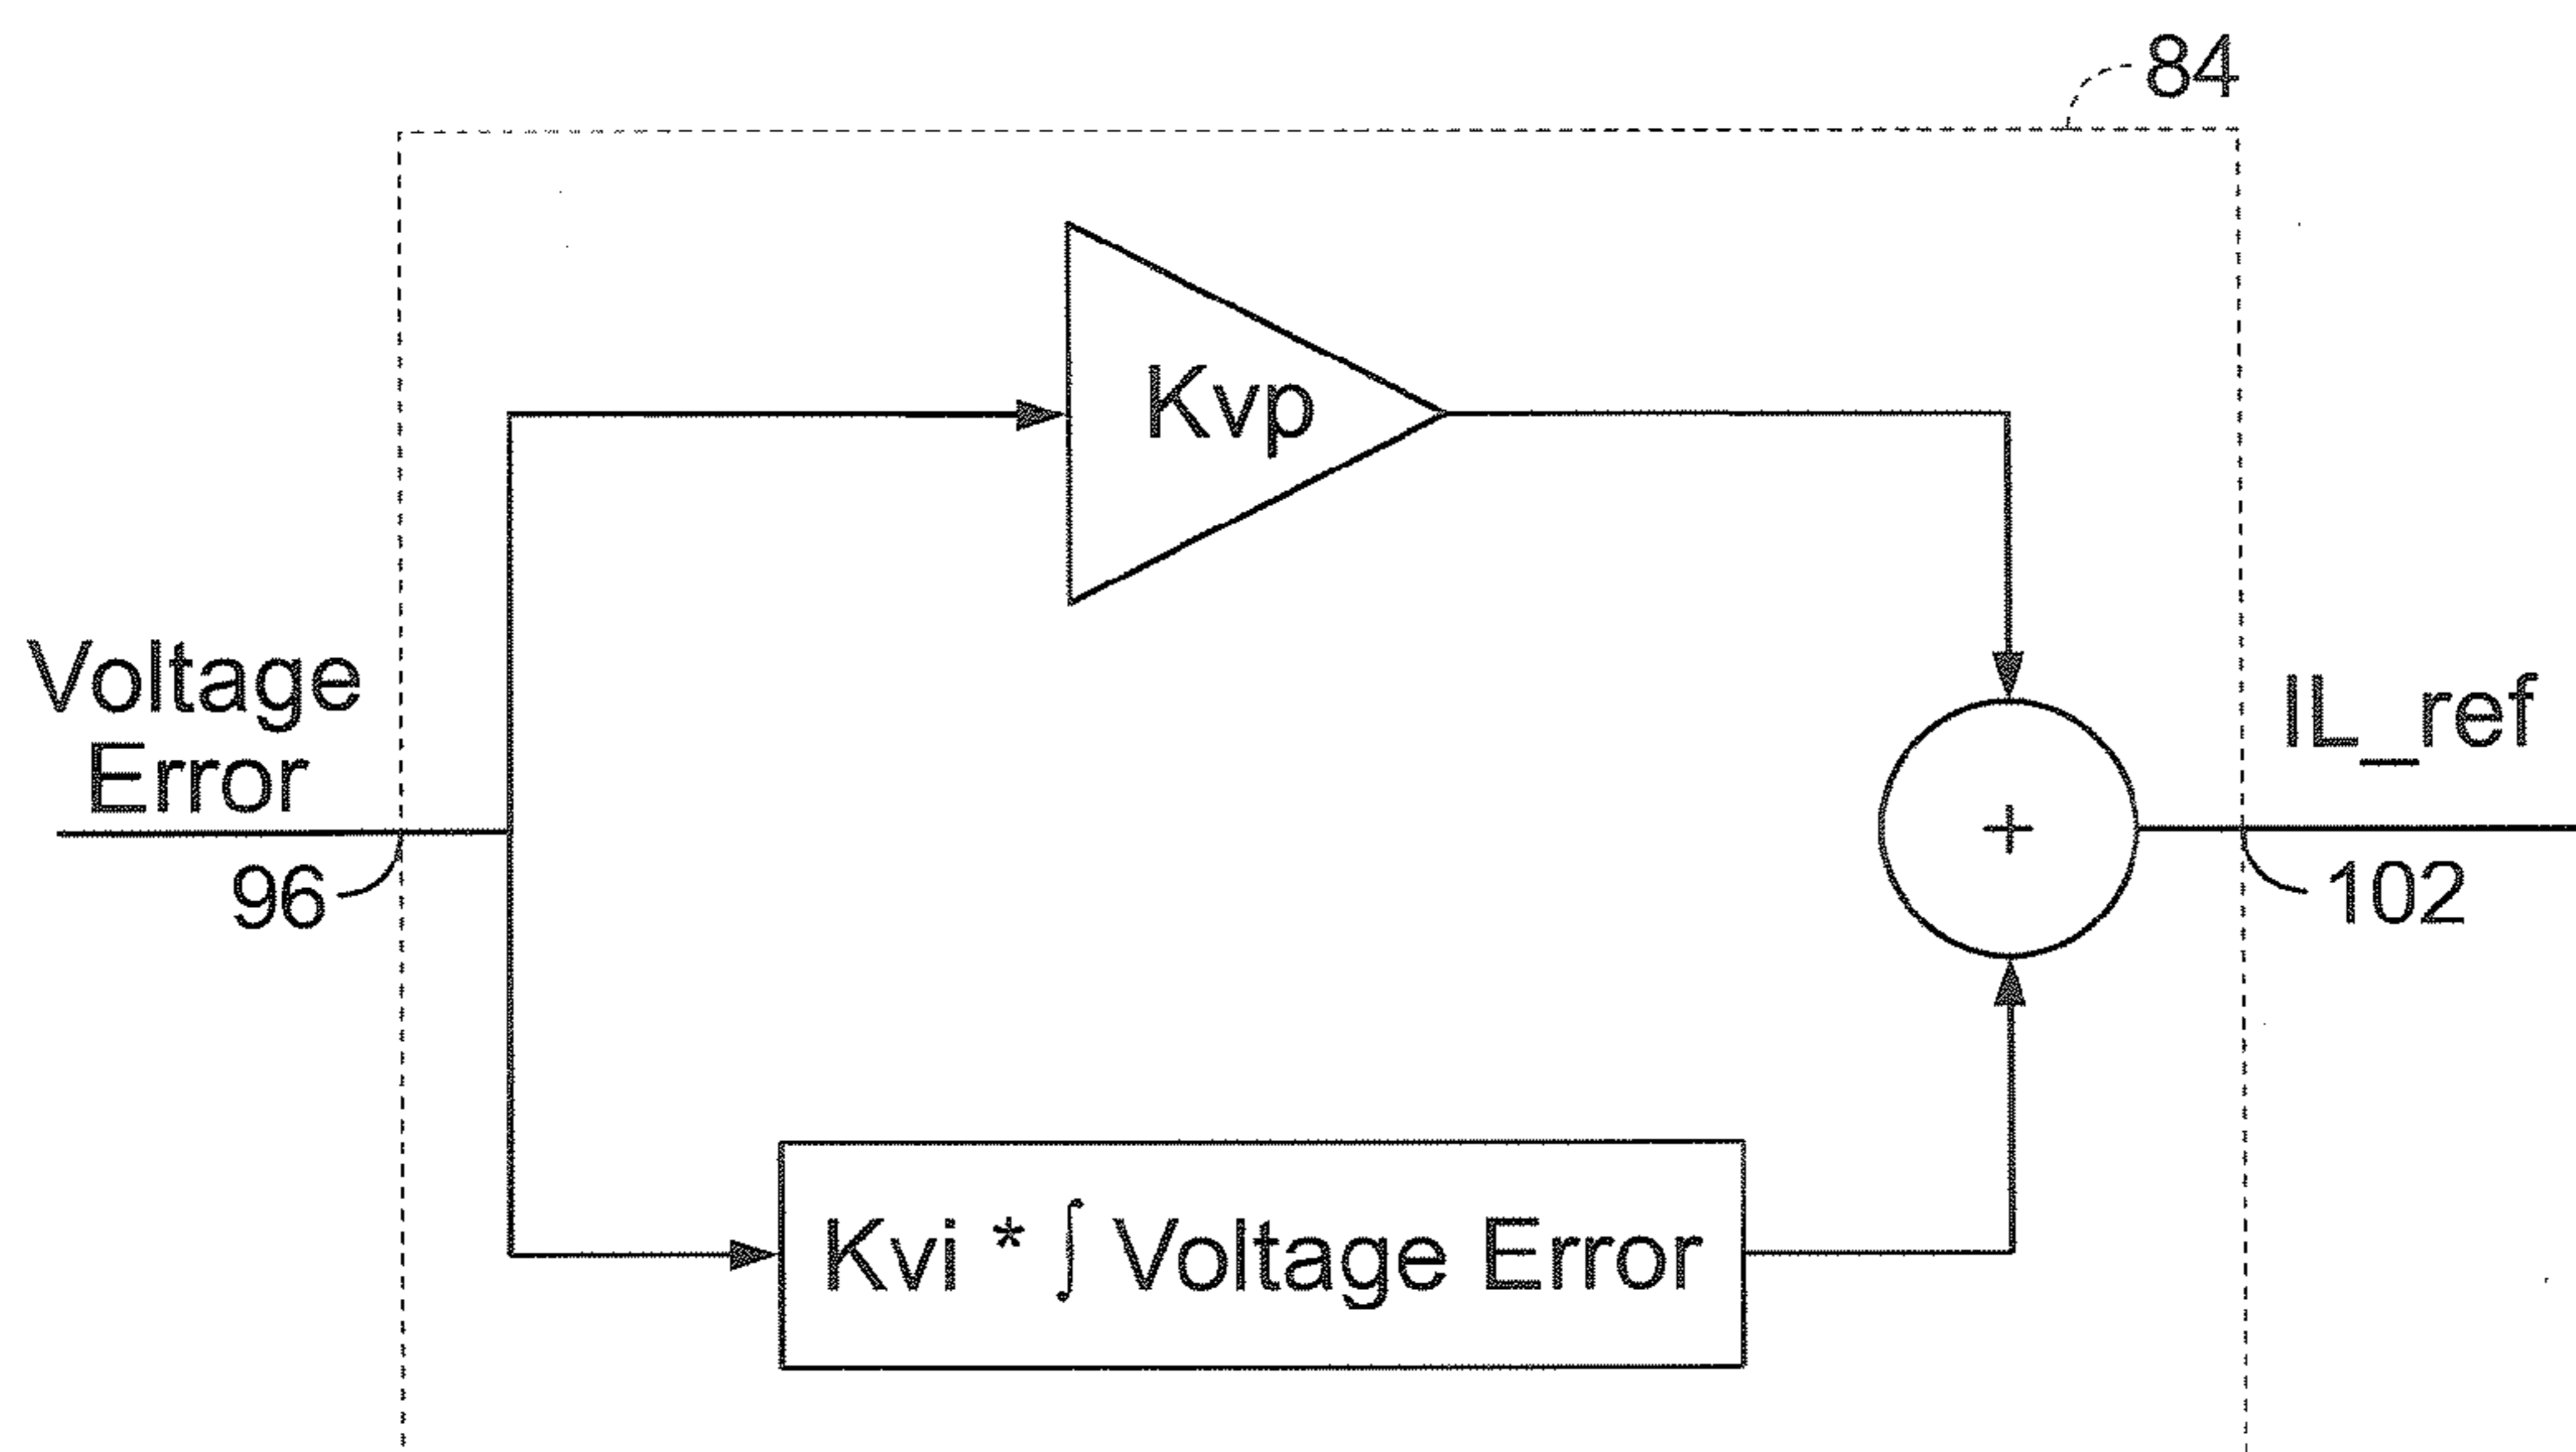 84
Kvp
Voltage
Error
96
+
IL_ref
102
Kvi * ∫ Voltage Error